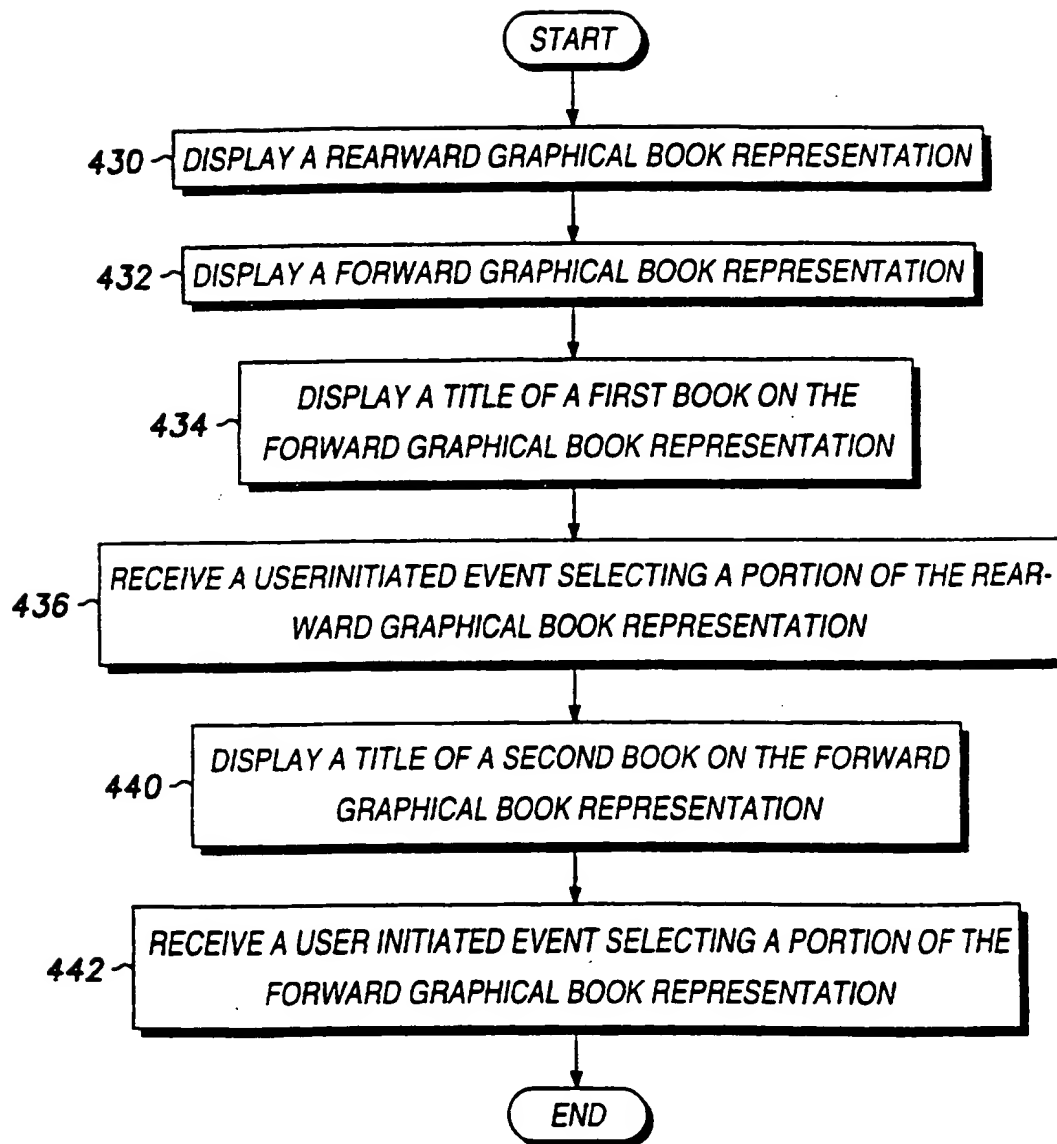 START
430 DISPLAY A REARWARD GRAPHICAL BOOK REPRESENTATION
432 DISPLAY A FORWARD GRAPHICAL BOOK REPRESENTATION
DISPLAY A TITLE OF A FIRST BOOK ON THE
434
FORWARD GRAPHICAL BOOK REPRESENTATION
RECEIVE A USERINITIATED EVENT SELECTING A PORTION OF THE REAR-
436
WARD GRAPHICAL BOOK REPRESENTATION
DISPLAY A TITLE OF A SECOND BOOK ON THE FORWARD
440
GRAPHICAL BOOK REPRESENTATION
RECEIVE A USER INITIATED EVENT SELECTING A PORTION OF THE
442
FORWARD GRAPHICAL BOOK REPRESENTATION
END